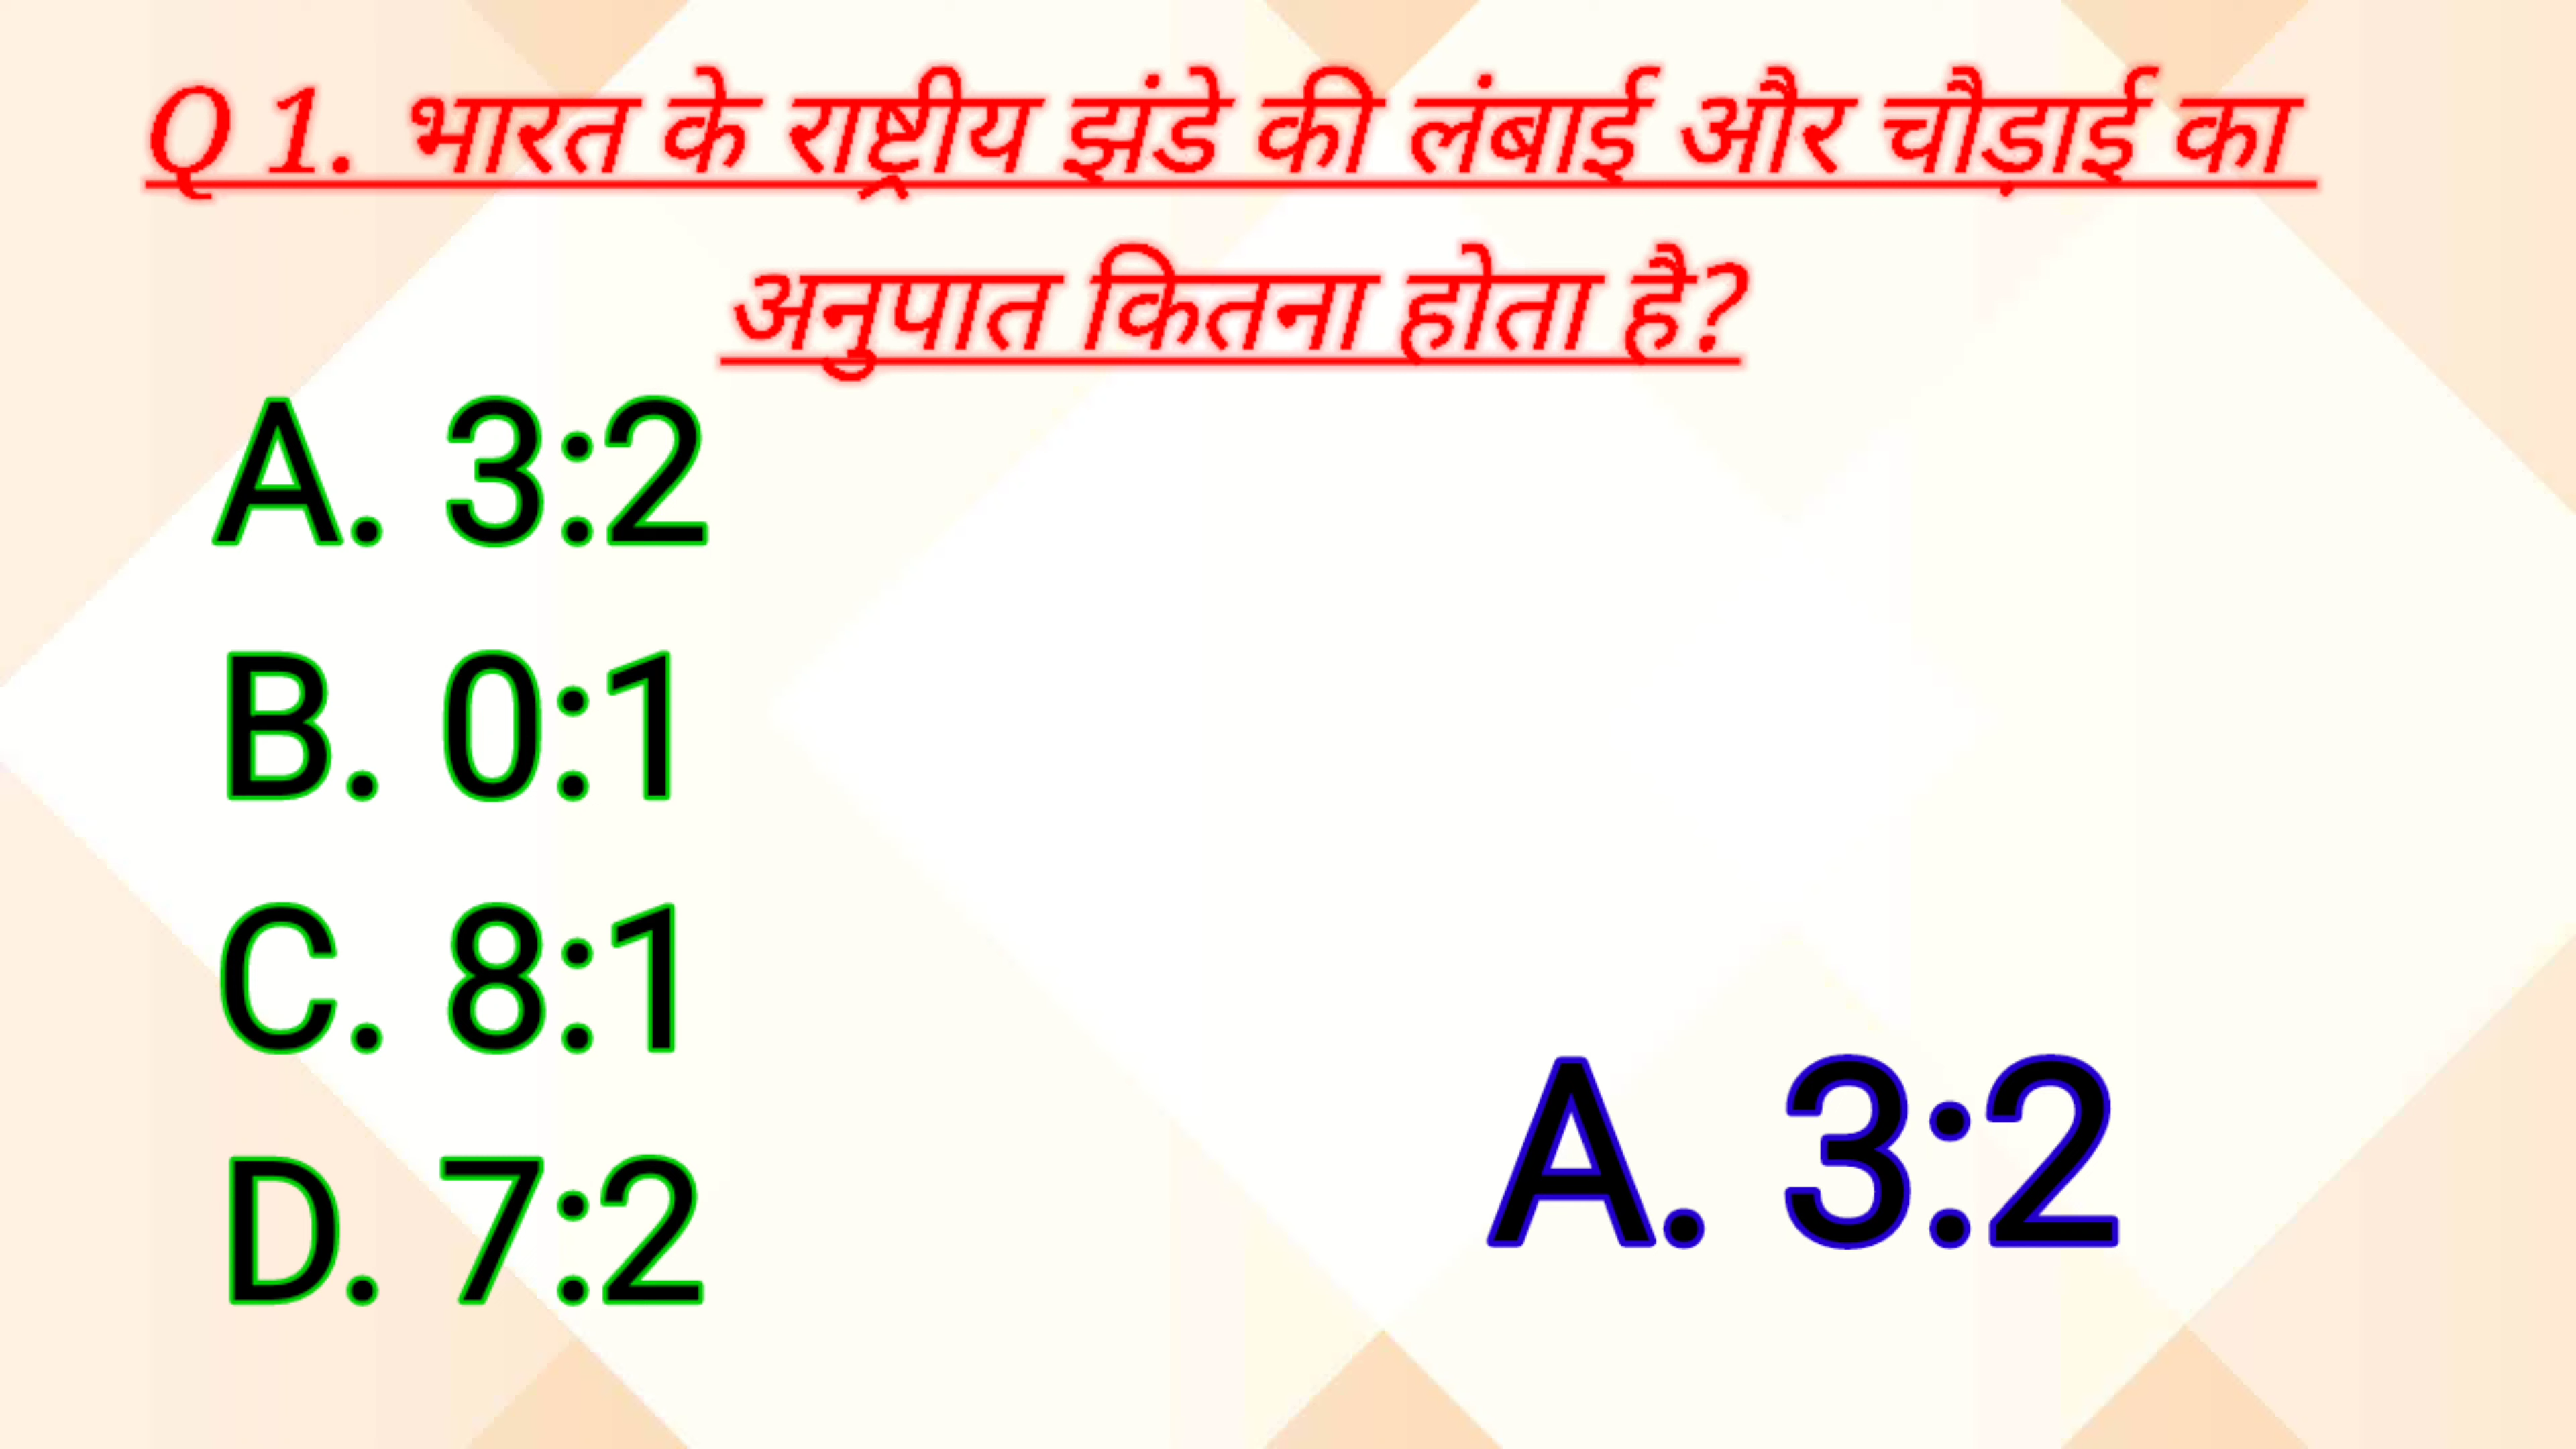 Q 1. भारत के राष्ट्रीय झंडे की लंबाई और चौड़ाई का
अनुपात कितना होता है?
A. 3:2
B. 0:1
C. 8:1
D. 7:2
A. 3:2